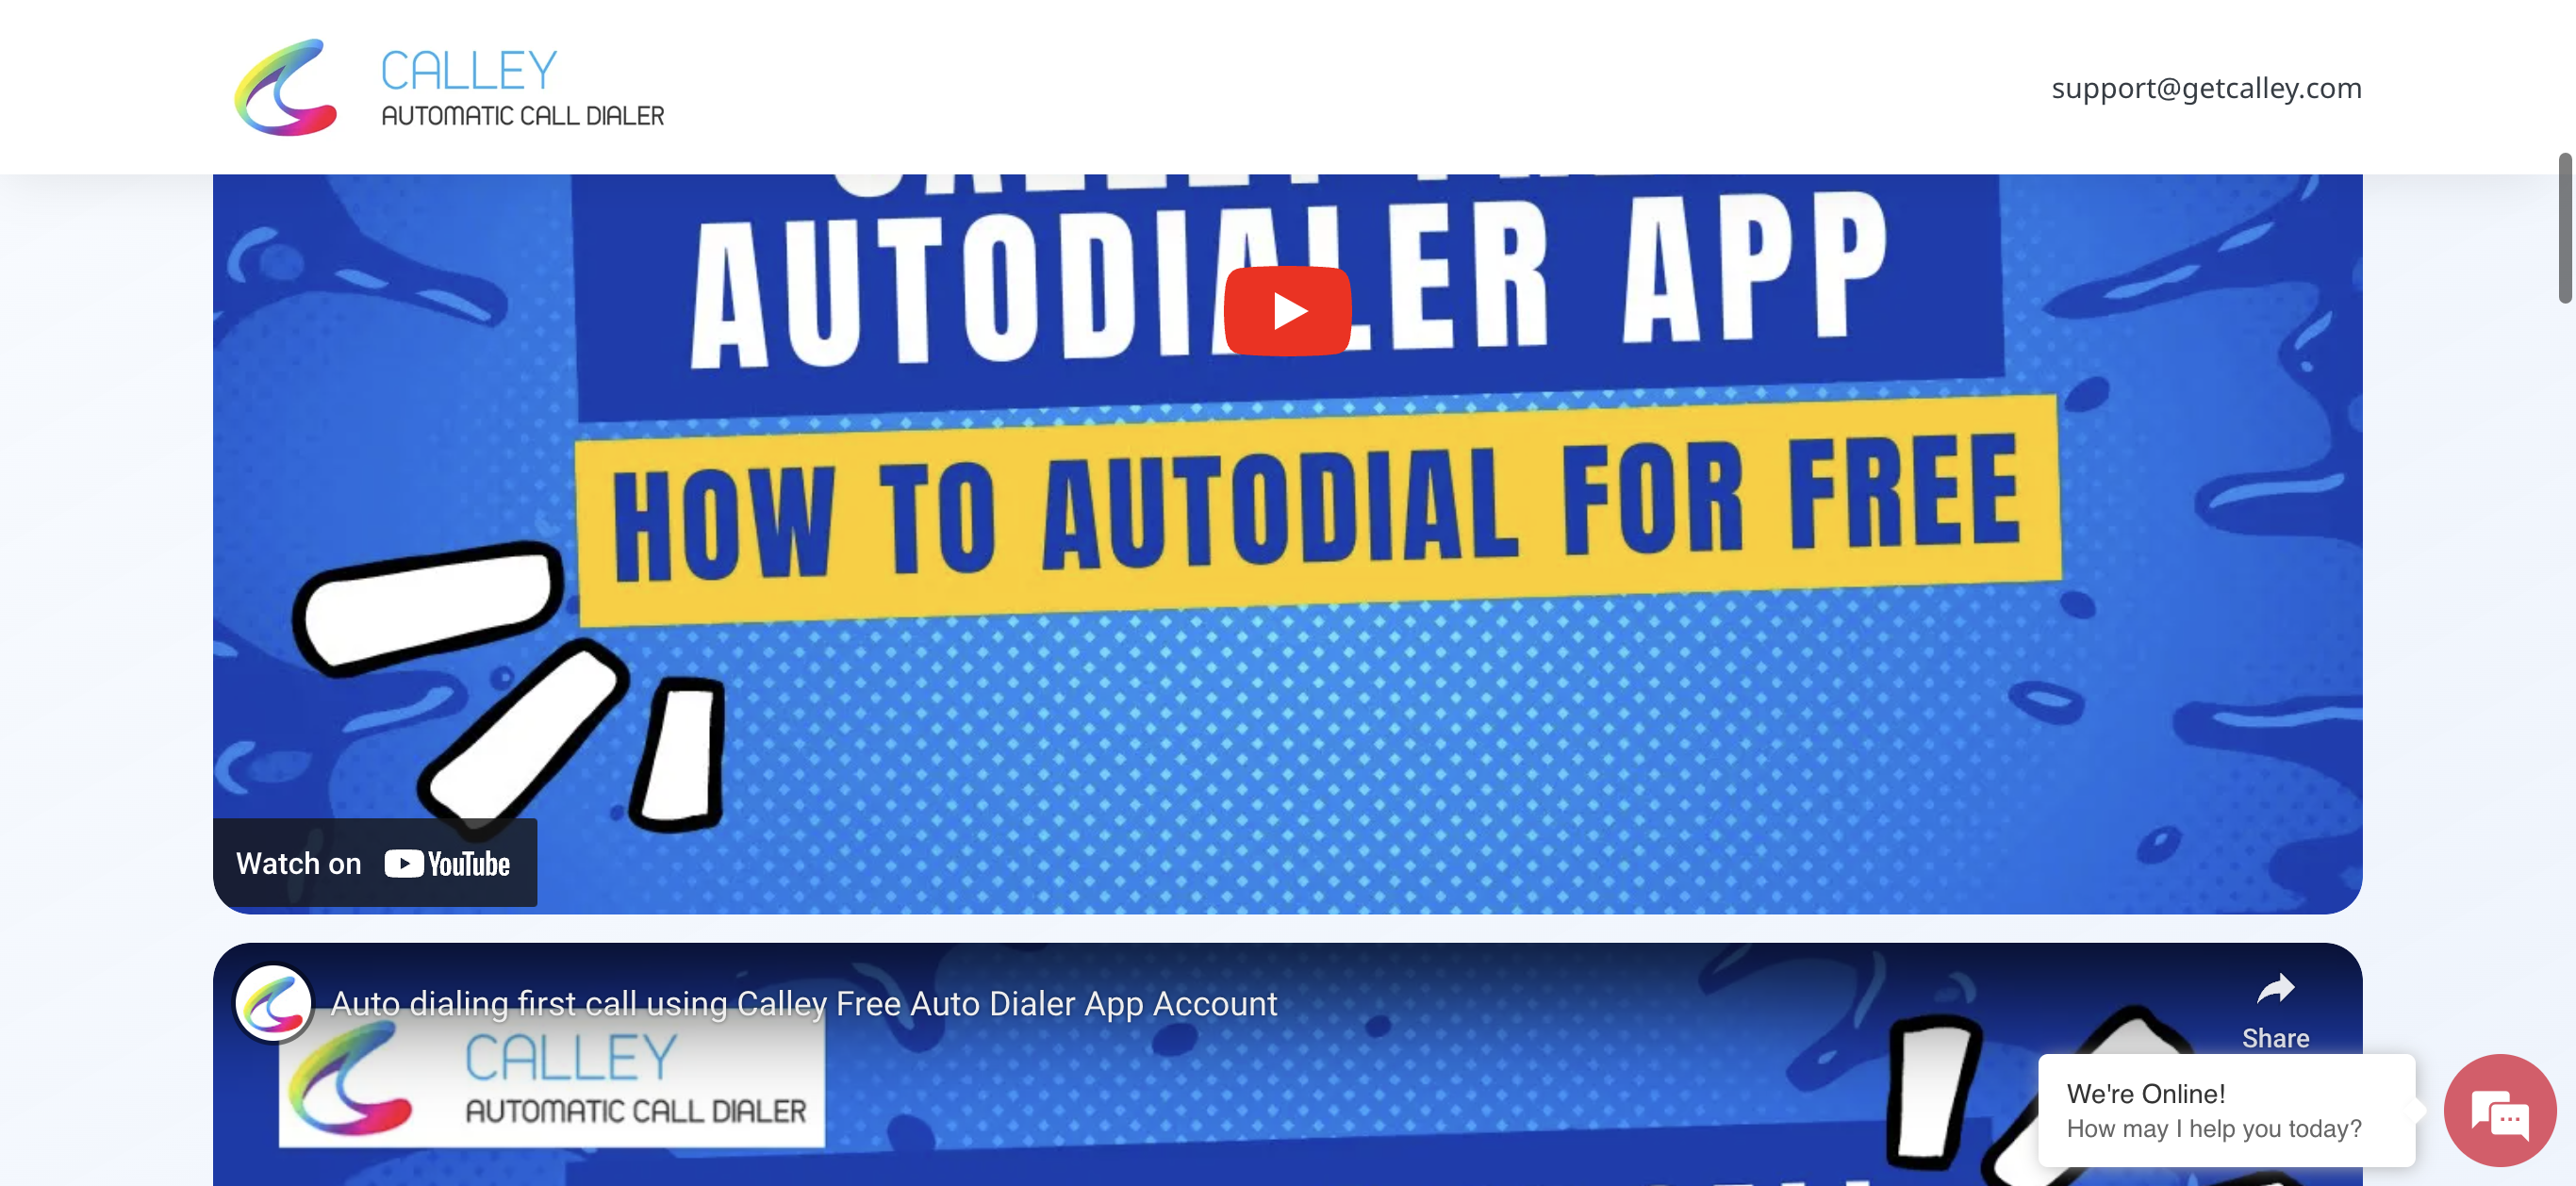 CALLEY
AUTOMATIC CALL DIALER
support@getcalley.com
AUTODIALER APP
HOW TO AUTODIAL FOR FREE
Watch on YouTube
Auto dialing first call using Calley Free Auto Dialer App Account
Share
CALLEY
AUTOMATIC CALL DIALER
We're Online!
How may I help you today?